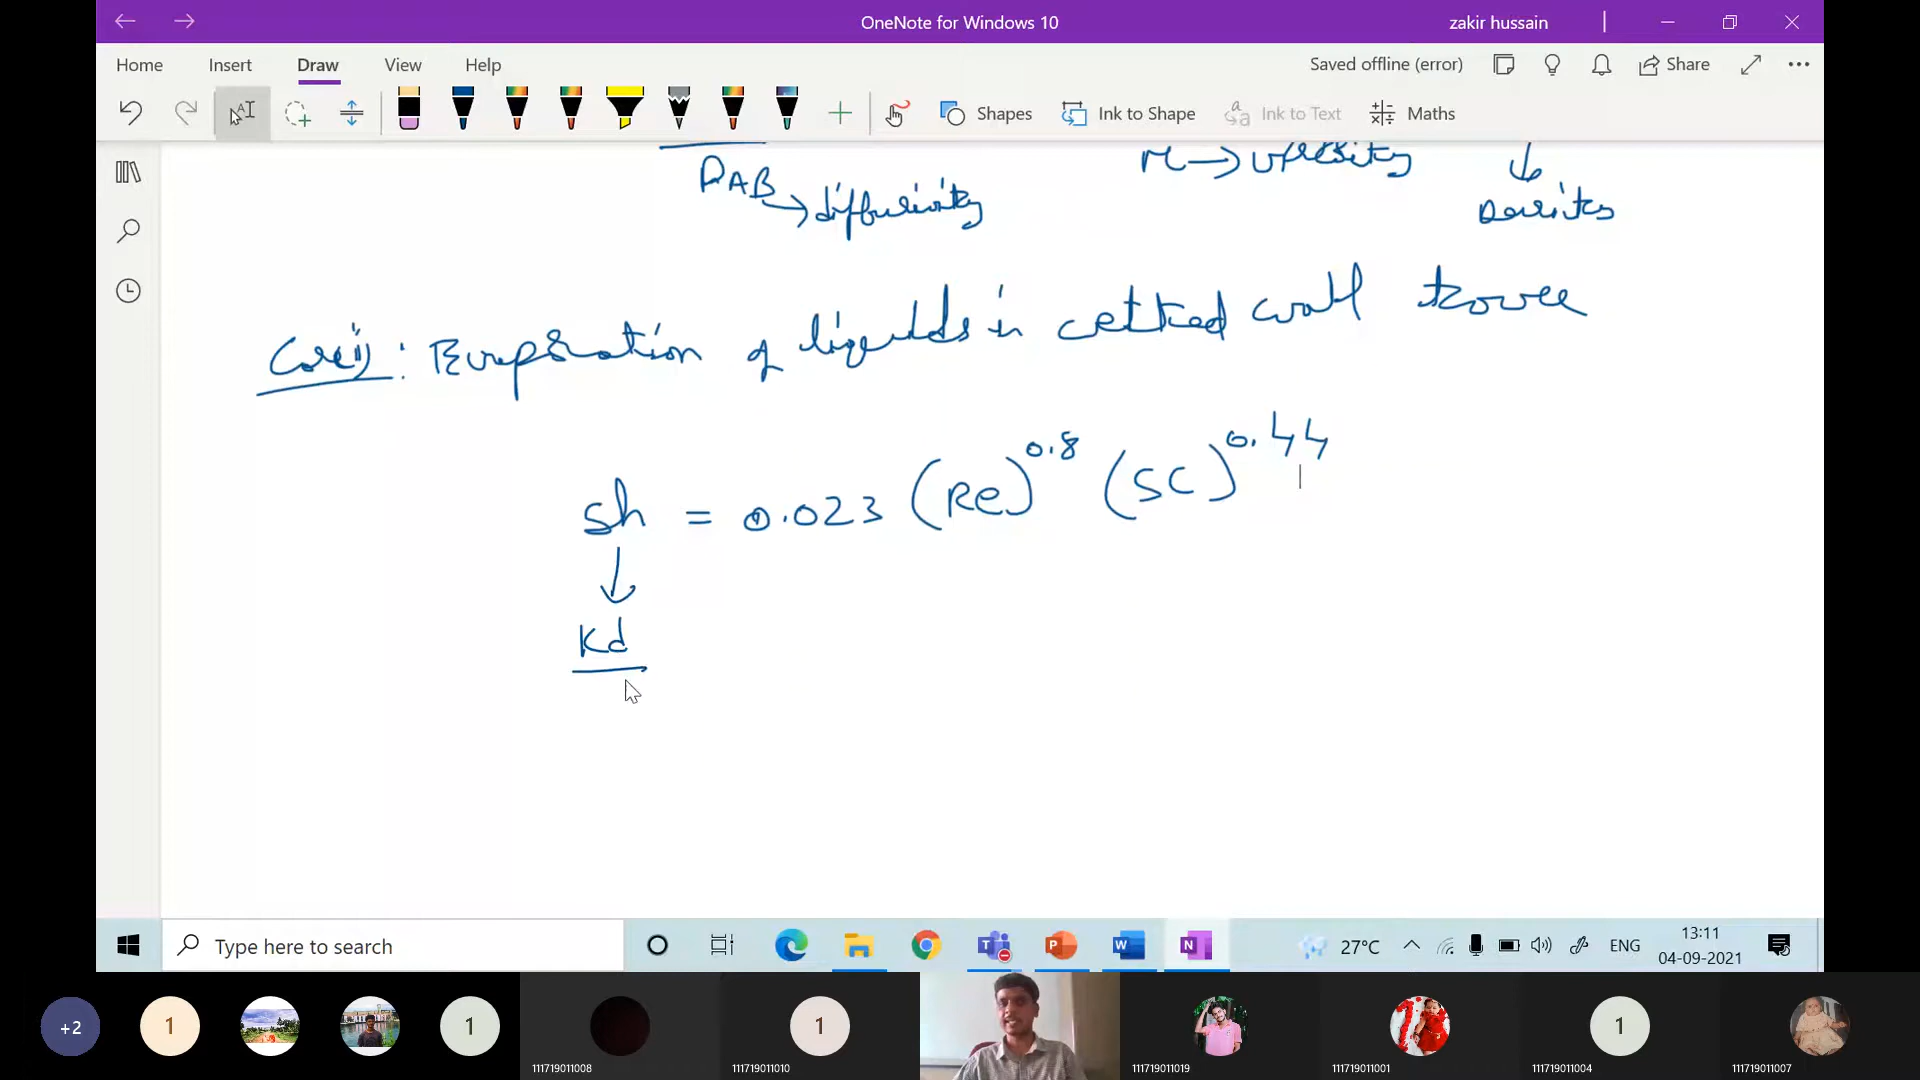 OneNote for Windows 10
zakir hussain
Home Insert Draw View Help
Saved offline (error) Share
Shapes Ink to Shape Ink to Text Maths
DAB → diffusivity
Case ii) : Evaporation of liquids in wetted wall tower
Sh = 0.023 (Re)^0.8 (SC)^0.44
↓
Kd
Type here to search
27°C ENG 13:11
04-09-2021
+2 1 1 1 1
111719011008 111719011010 111719011019 111719011001 111719011004 111719011007